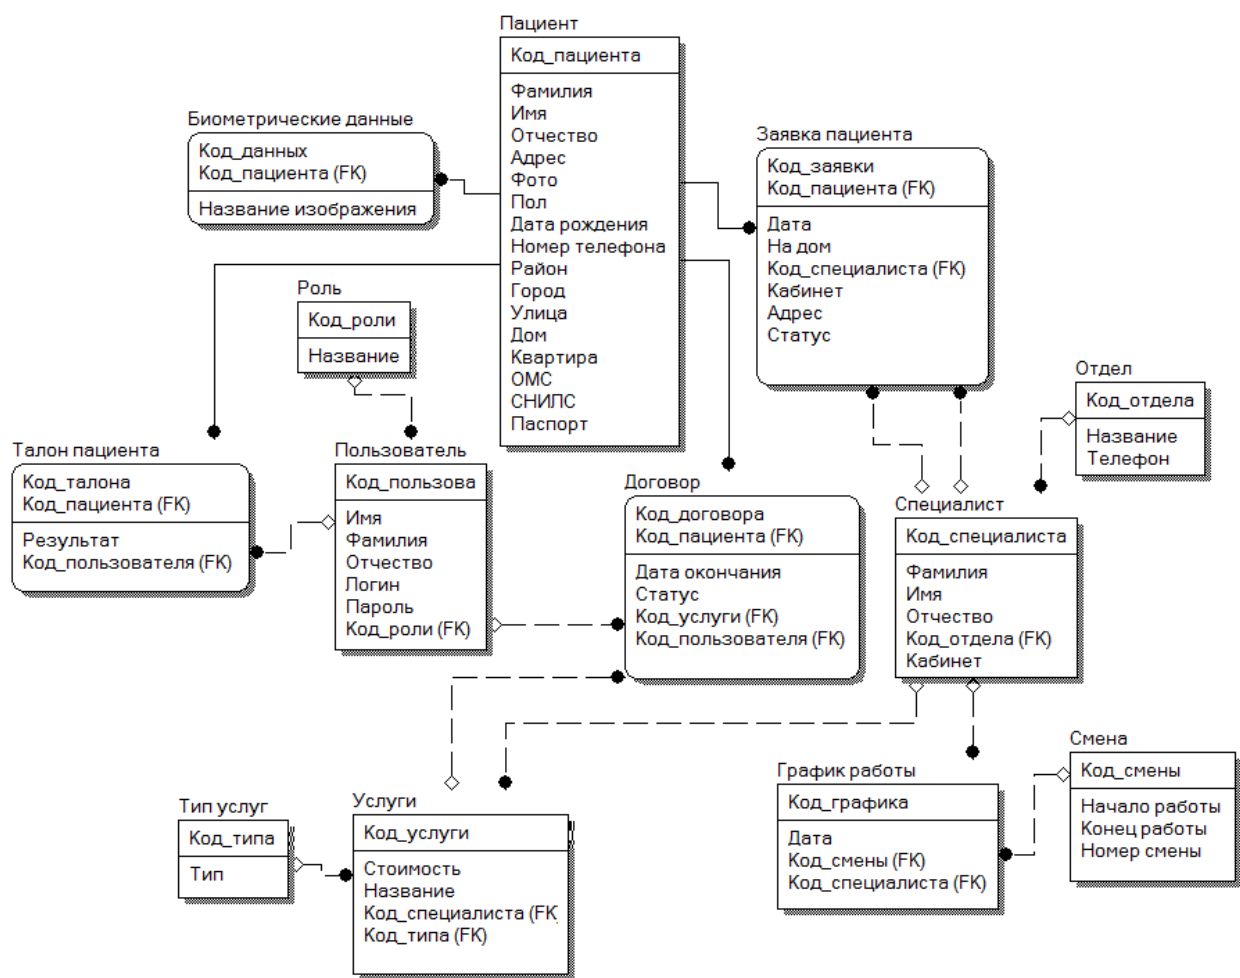 Пациент
Код_пациента
Фамилия
Имя
Отчество
Адрес
Фото
Пол
Дата рождения
Номер телефона
Район
Город
Улица
Дом
Квартира
ОМС
СНИЛС
Паспорт
Биометрические данные
Код_данных
Код_пациента (FK)
Название изображения
Заявка пациента
Код_заявки
Код_пациента (FK)
Дата
На дом
Код_специалиста (FK)
Кабинет
Адрес
Статус
Роль
Код_роли
Название
Отдел
Код_отдела
Название
Телефон
Талон пациента
Код_талона
Код_пациента (FK)
Результат
Код_пользователя (FK)
Пользователь
Код_пользова
Имя
Фамилия
Отчество
Логин
Пароль
Код_роли (FK)
Договор
Код_договора
Код_пациента (FK)
Дата окончания
Статус
Код_услуги (FK)
Код_пользователя (FK)
Специалист
Код_специалиста
Фамилия
Имя
Отчество
Код_отдела (FK)
Кабинет
Тип услуг
Код_типа
Тип
Услуги
Код_услуги
Стоимость
Название
Код_специалиста (FK
Код_типа (FK)
График работы
Код_графика
Дата
Код_смены (FK)
Код_специалиста (FK)
Смена
Код_смены
Начало работы
Конец работы
Номер смены